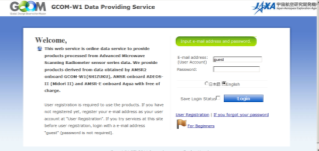 GCOM-W1 Data Providing Service
JAXA
Welcome,
This web service is online data service to provide
products processed from Advanced Microwave
Scanning Radiometer sensor series data. We provide
products derived from data obtained by AMSR2
onboard GCOM-W1(SHIZUKU), AMSR onboard ADEOS-
II (Midori II) and AMSR-E onboard Aqua with free of
charge.
User registration is required to use the products. If you have
not registered yet, register your e-mail address as your user
account at "User Registration". If you try services at this site
before user registration, login with e-mail address
"guest" (password is not required).
Input e-mail address and password.
e-mail address:
(User Account)
guest
Password:
日本語 English
Save Login Status
Login
User Registration
If you forgot your password
For Beginners